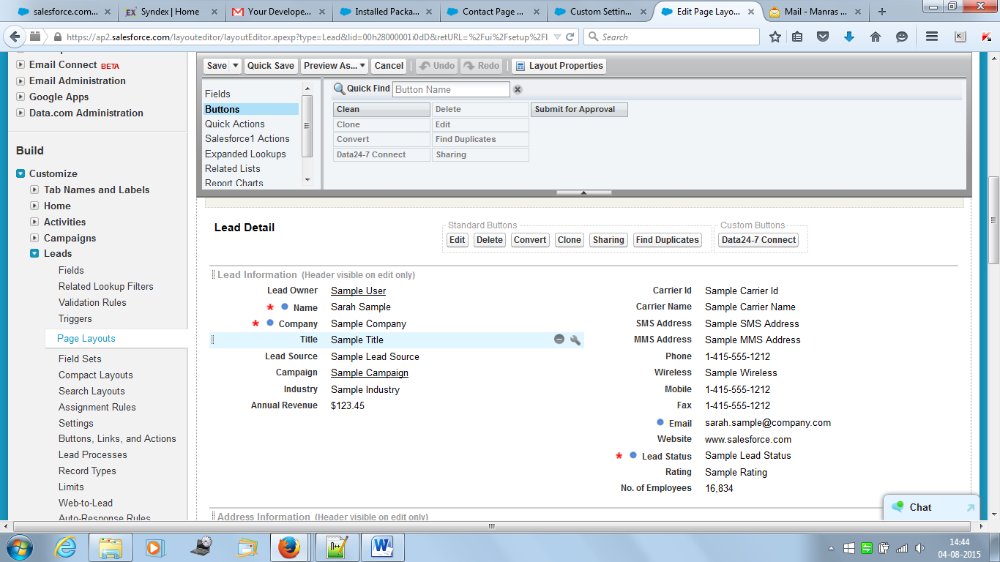 salesforce.com...
Syndex | Home
Your Develope...
Installed Packa...
Contact Page ...
Custom Settin...
Edit Page Layo...
Mail - Manras ...
https://ap2.salesforce.com/layouteditor/layoutEditor.apexp?type=Lead&lid=00h28000001i0dD&retURL=%2Fui%2Fsetup%2Fl
Search
Email Connect BETA
Email Administration
Google Apps
Data.com Administration
Build
Customize
Tab Names and Labels
Home
Activities
Campaigns
Leads
Fields
Related Lookup Filters
Validation Rules
Triggers
Page Layouts
Field Sets
Compact Layouts
Search Layouts
Assignment Rules
Settings
Buttons, Links, and Actions
Lead Processes
Record Types
Limits
Web-to-Lead
Auto-Response Rules
Save Quick Save Preview As... Cancel Undo Redo Layout Properties
Fields
Buttons
Quick Actions
Salesforce1 Actions
Expanded Lookups
Related Lists
Report Charts
Quick Find Button Name
Clean Delete Submit for Approval
Clone Edit
Convert Find Duplicates
Data24-7 Connect Sharing
Lead Detail
Standard Buttons
Edit Delete Convert Clone Sharing Find Duplicates
Custom Buttons
Data24-7 Connect
Lead Information (Header visible on edit only)
Lead Owner Sample User
* Name Sarah Sample
* Company Sample Company
Title Sample Title
Lead Source Sample Lead Source
Campaign Sample Campaign
Industry Sample Industry
Annual Revenue $123.45
Carrier Id Sample Carrier Id
Carrier Name Sample Carrier Name
SMS Address Sample SMS Address
MMS Address Sample MMS Address
Phone 1-415-555-1212
Wireless Sample Wireless
Mobile 1-415-555-1212
Fax 1-415-555-1212
Email sarah.sample@company.com
Website www.salesforce.com
* Lead Status Sample Lead Status
Rating Sample Rating
No. of Employees 16,834
Address Information (Header visible on edit only)
Chat
14:44
04-08-2015